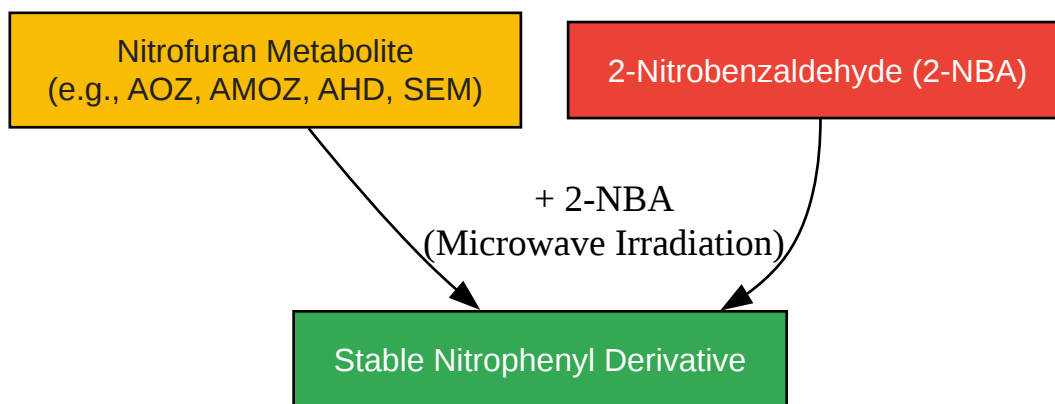 Nitrofuran Metabolite
(e.g., AOZ, AMOZ, AHD, SEM)
2-Nitrobenzaldehyde (2-NBA)
+ 2-NBA
(Microwave Irradiation)
Stable Nitrophenyl Derivative